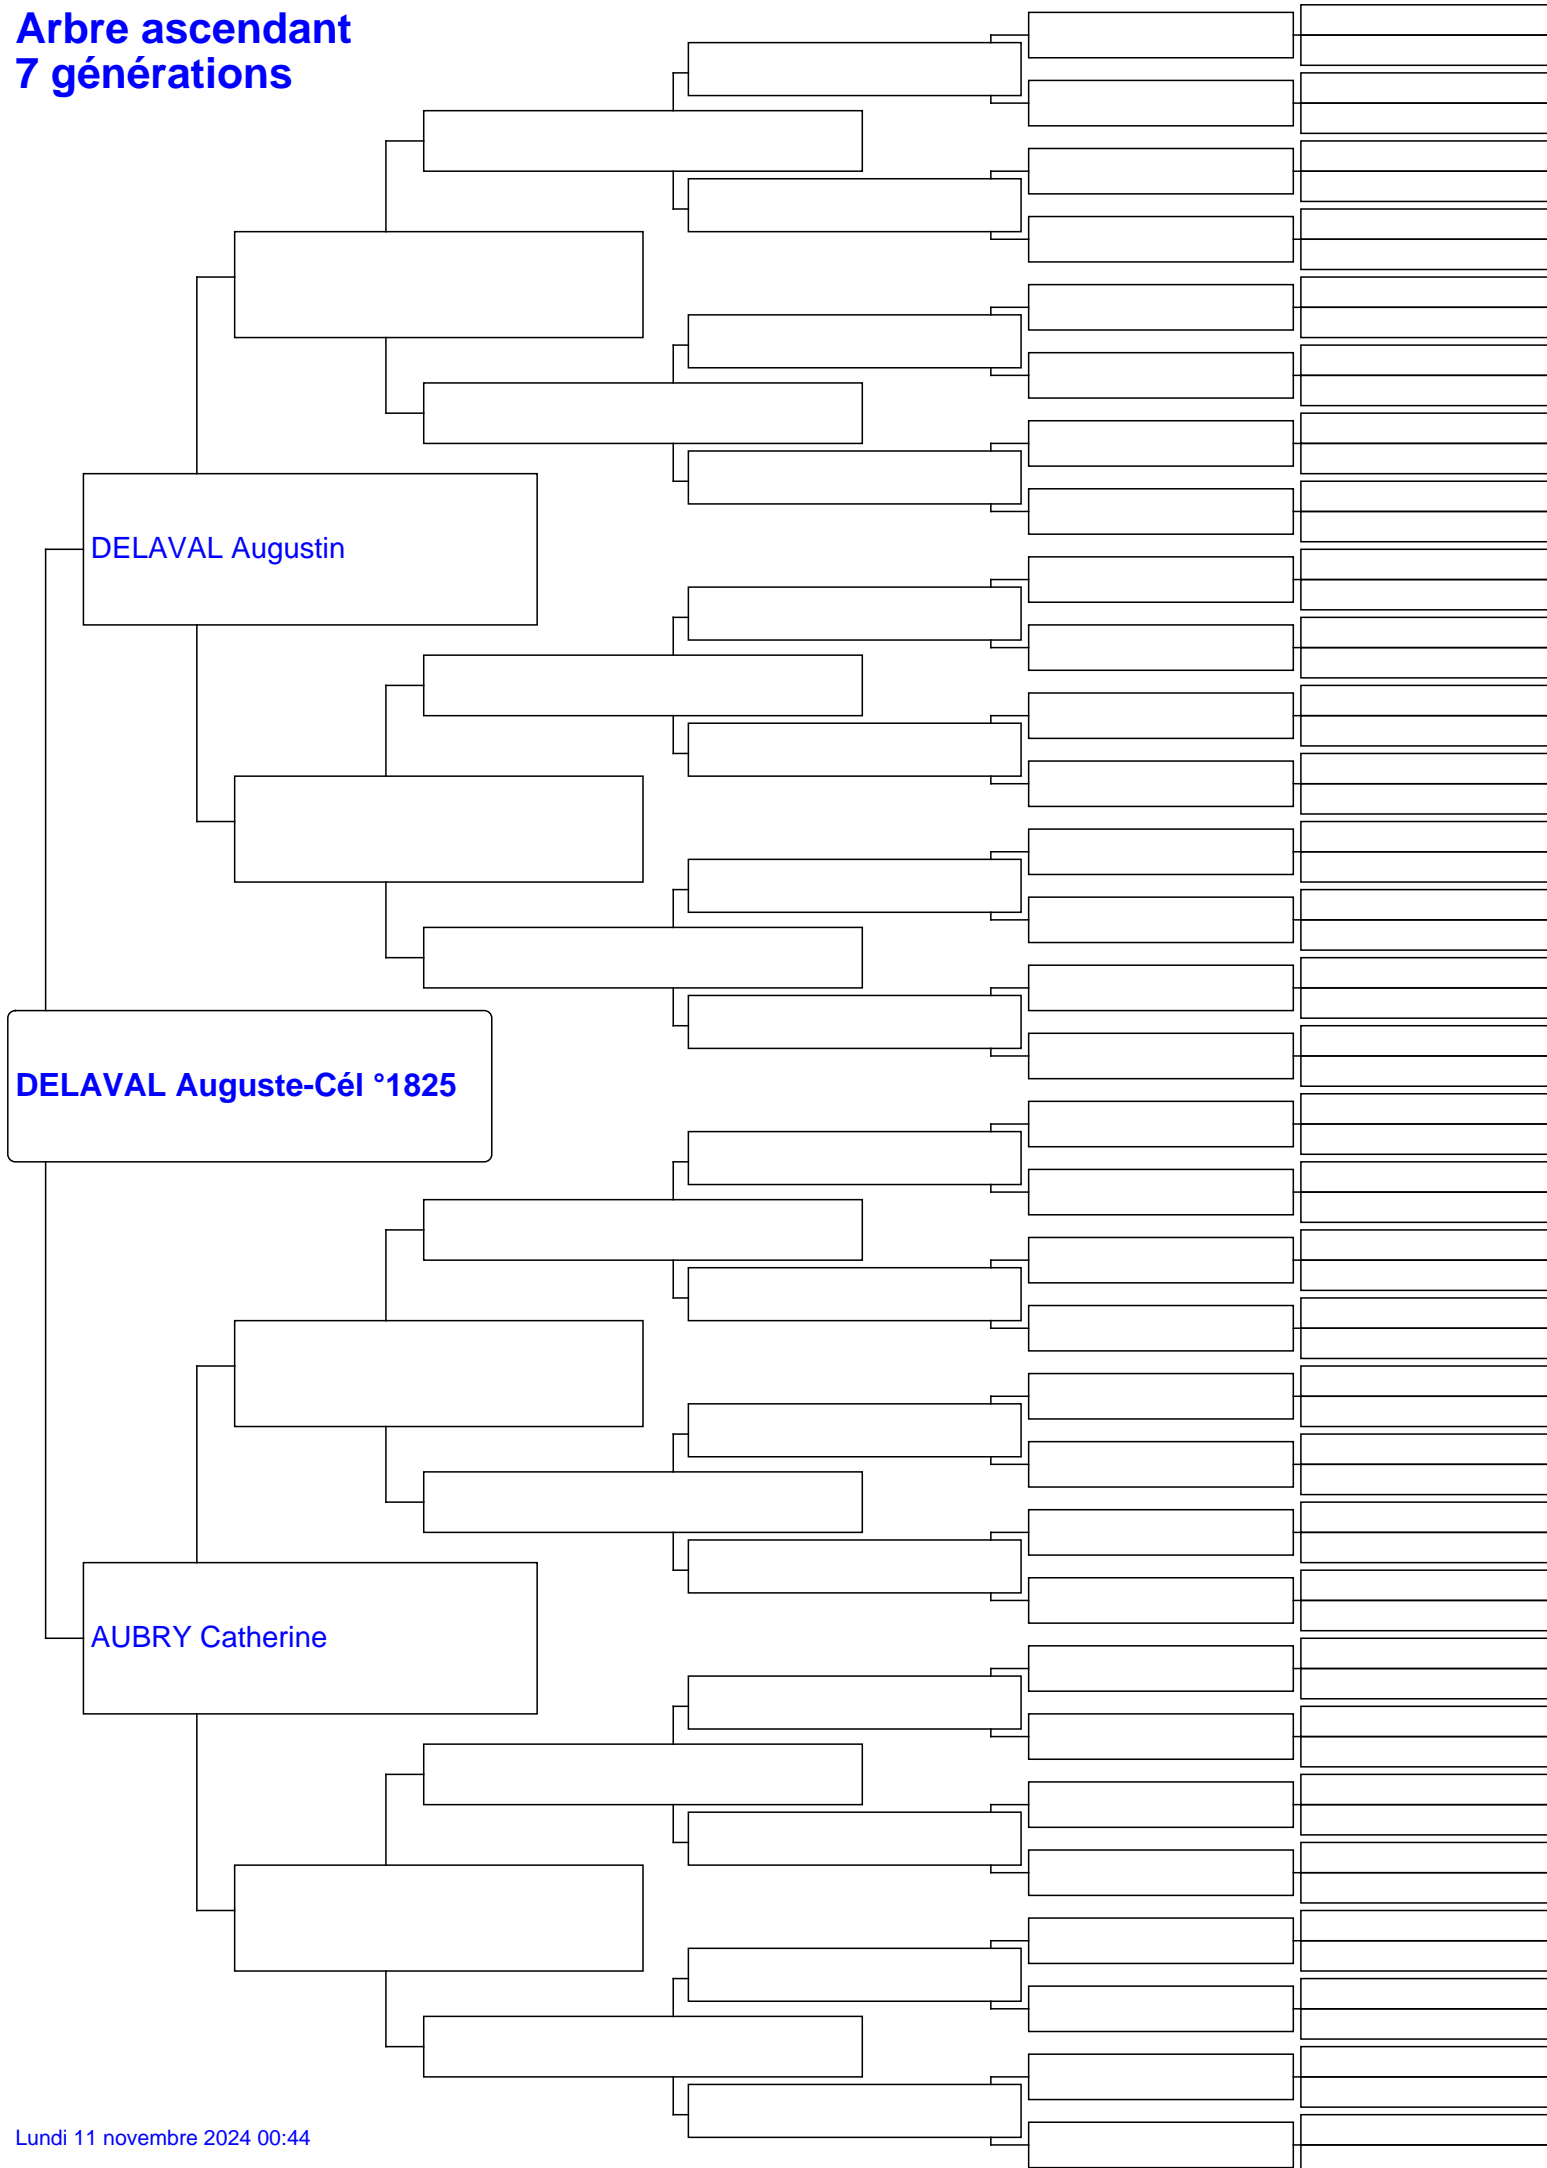 Arbre ascendant
7 générations
DELAVAL Augustin
DELAVAL Auguste-Cél °1825
AUBRY Catherine
Lundi 11 novembre 2024 00:44